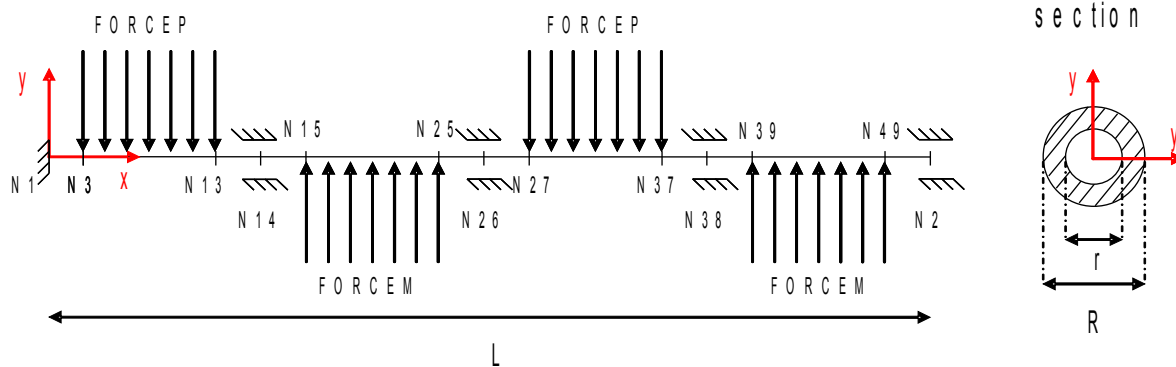 FORCEP
FORCEP
section
y
y
N15
N25
N39
N49
y
N1
N3
x
N13
N27
N37
N14
N26
N38
N2
r
FORCEM
FORCEM
R
L